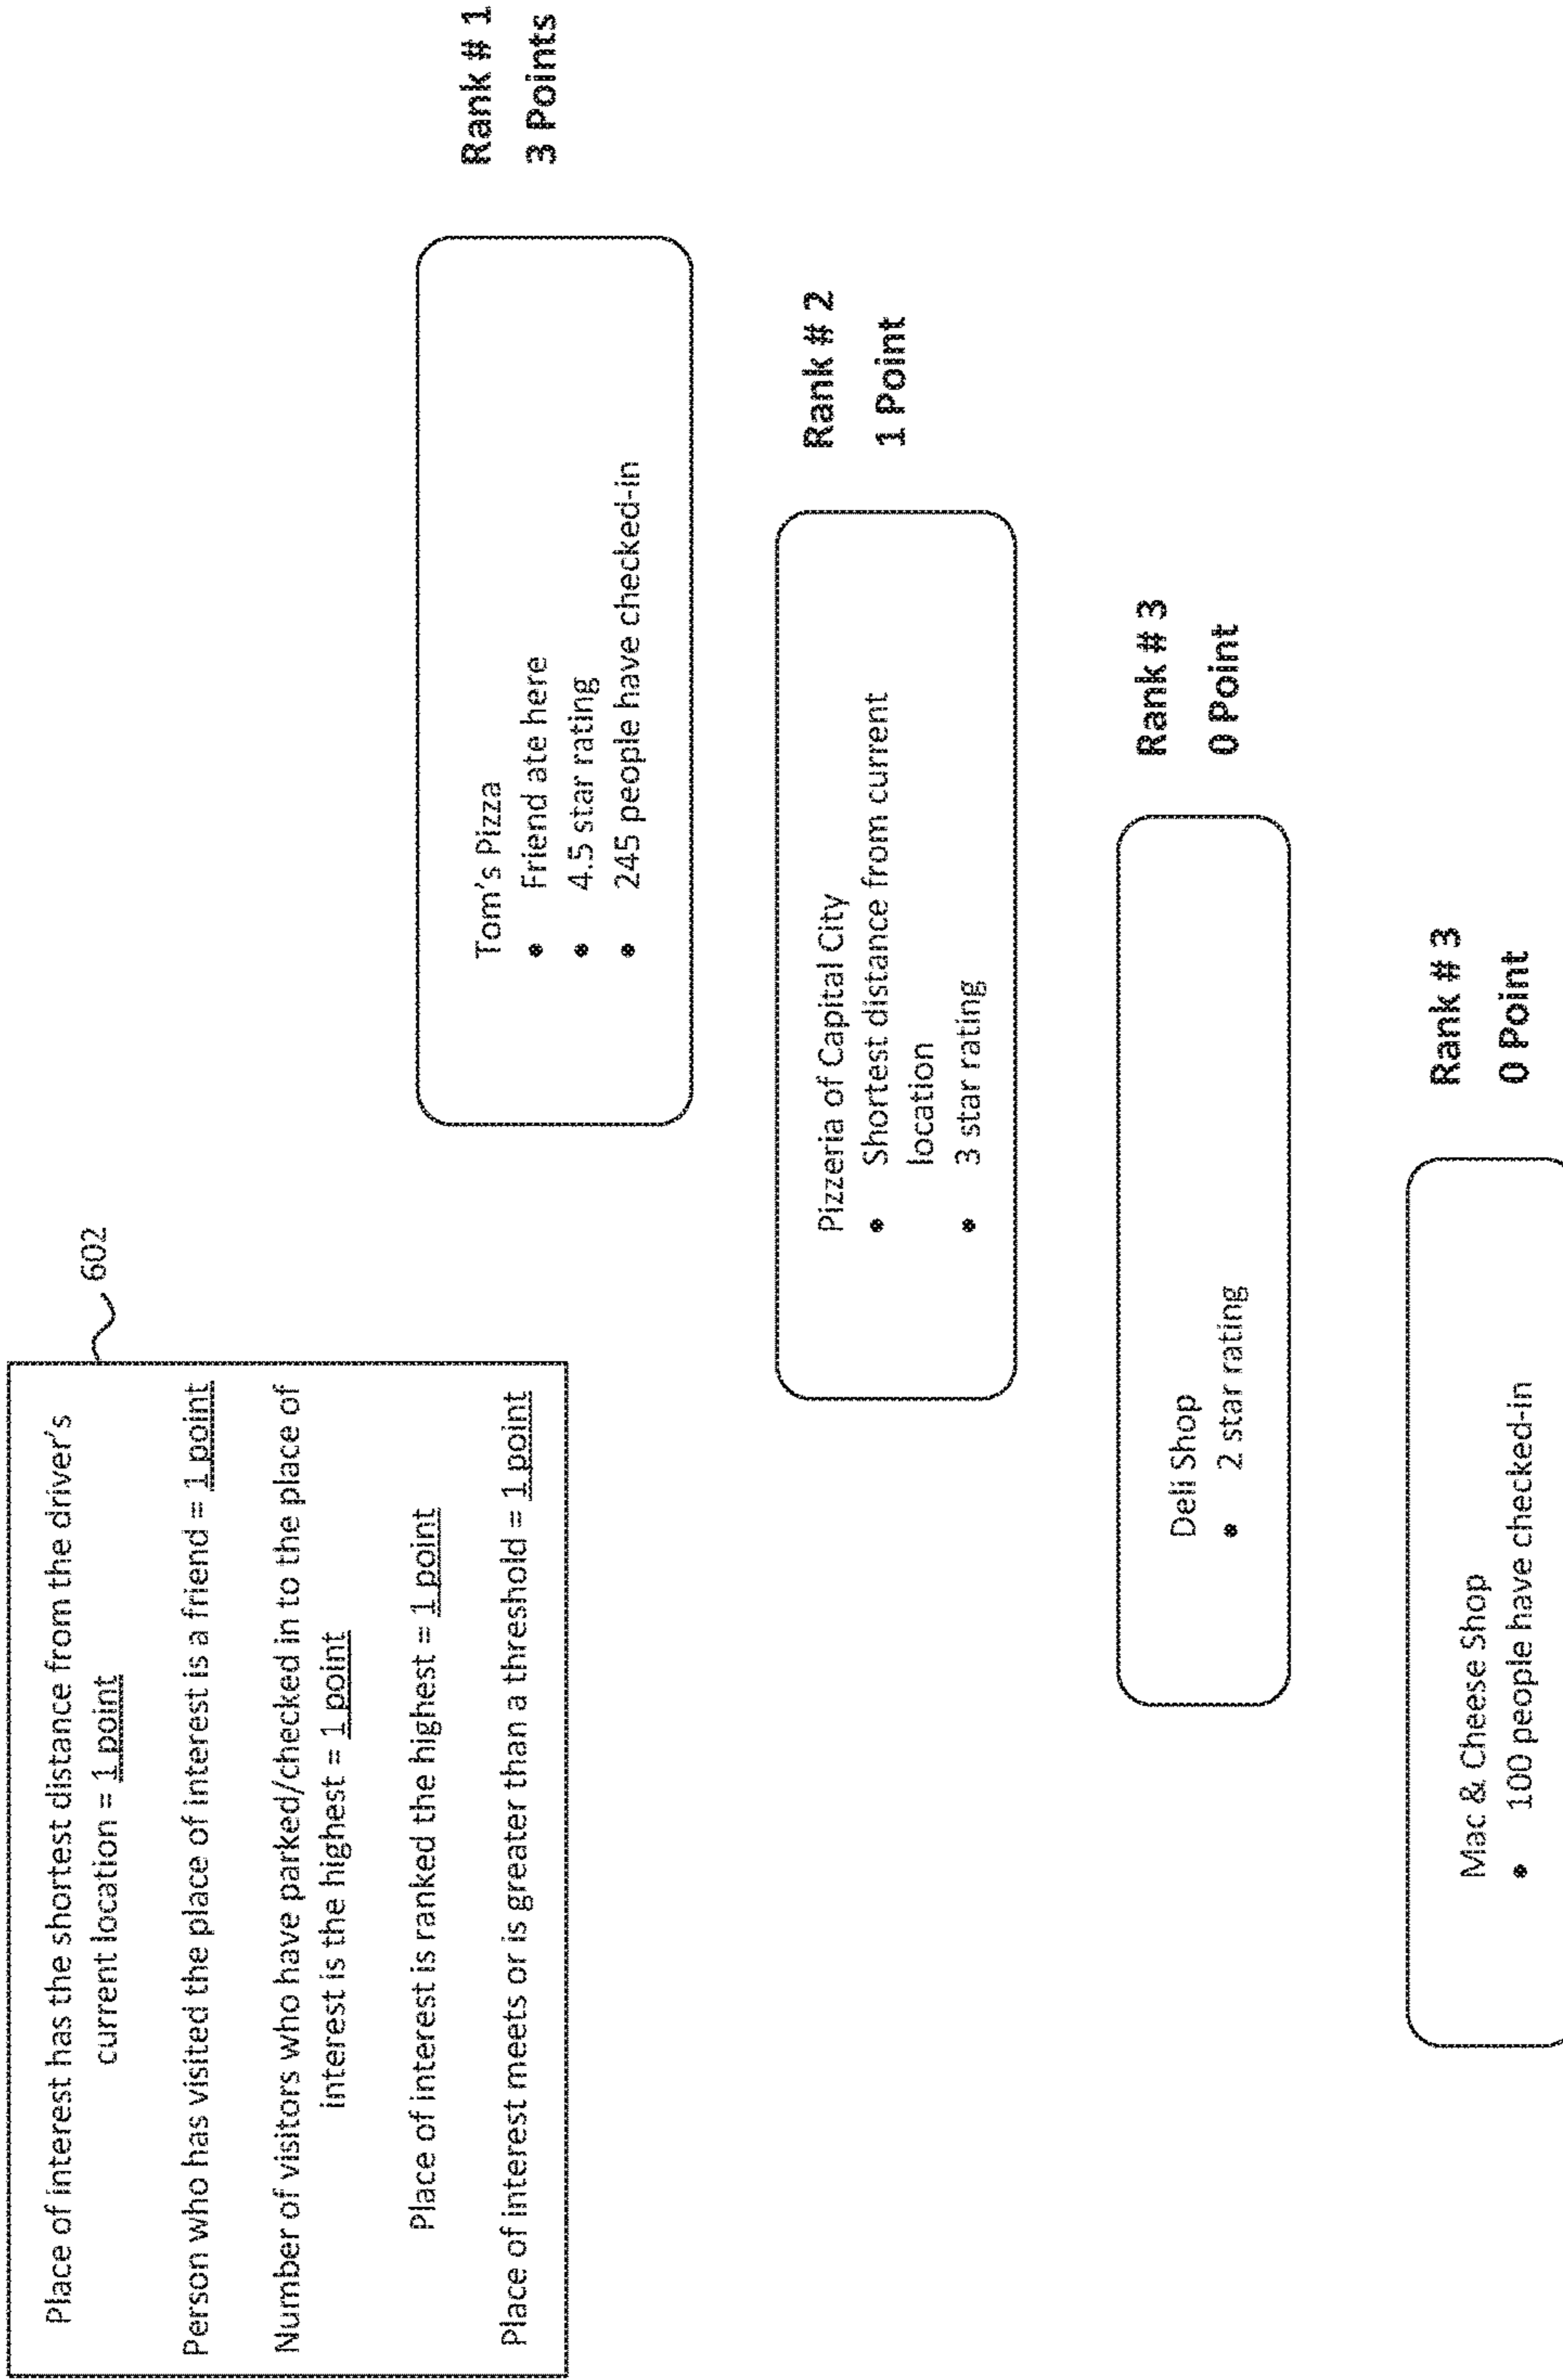 Place of interest has the shortest distance from the driver's
current location = 1 point
Person who has visited the place of interest is a friend = 1 point
Number of visitors who have parked/checked in to the place of
interest is the highest = 1 point
Place of interest is ranked the highest = 1 point
Place of interest meets or is greater than a threshold = 1 point
602
Tom's Pizza
• Friend ate here
• 4.5 star rating
• 245 people have checked-in
Rank # 1
3 Points
Pizzeria of Capital City
• Shortest distance from current
location
• 3 star rating
Rank # 2
1 Point
Deli Shop
• 2 star rating
Rank # 3
0 Point
Mac & Cheese Shop
• 100 people have checked-in
Rank # 3
0 Point